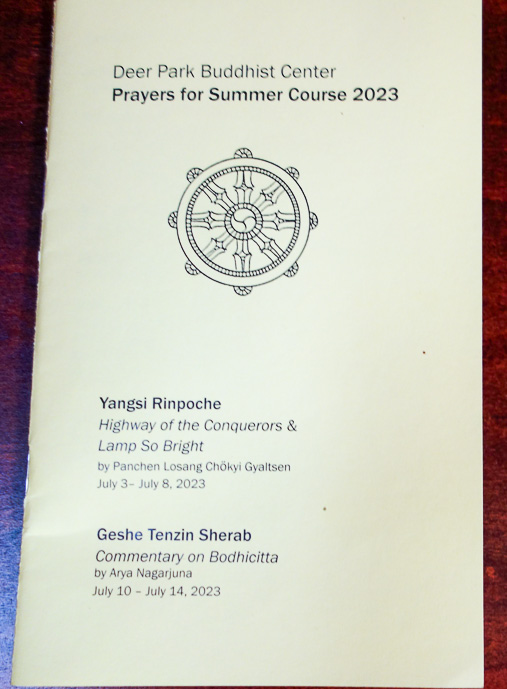 Deer Park Buddhist Center
Prayers for Summer Course 2023
Yangsi Rinpoche
Highway of the Conquerors &
Lamp So Bright
by Panchen Losang Chökyi Gyaltsen
July 3– July 8, 2023
Geshe Tenzin Sherab
Commentary on Bodhicitta
by Arya Nagarjuna
July 10 – July 14, 2023